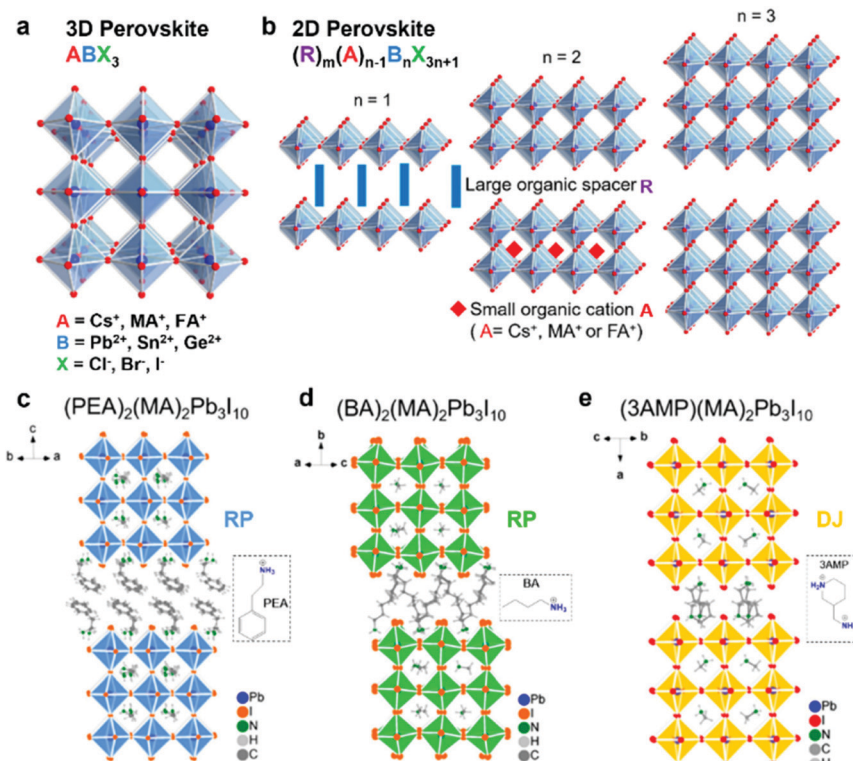 a 3D Perovskite
ABX₃
A = Cs⁺, MA⁺, FA⁺
B = Pb²⁺, Sn²⁺, Ge²⁺
X = Cl⁻, Br⁻, I⁻
b 2D Perovskite
(R)ₘ(A)ₙ₋₁BₙX₃ₙ₊₁
n = 1
n = 2
n = 3
Large organic spacer R
Small organic cation A
( A= Cs⁺, MA⁺ or FA⁺)
c (PEA)₂(MA)₂Pb₃I₁₀
c
b a
RP
NH₃
⊕
PEA
Pb
I
N
H
C
d (BA)₂(MA)₂Pb₃I₁₀
b
a c
RP
BA
⊕
NH₃
Pb
I
N
H
C
e (3AMP)(MA)₂Pb₃I₁₀
c b
a
DJ
3AMP
⊕
H₂N
⊕
NH
Pb
I
N
C